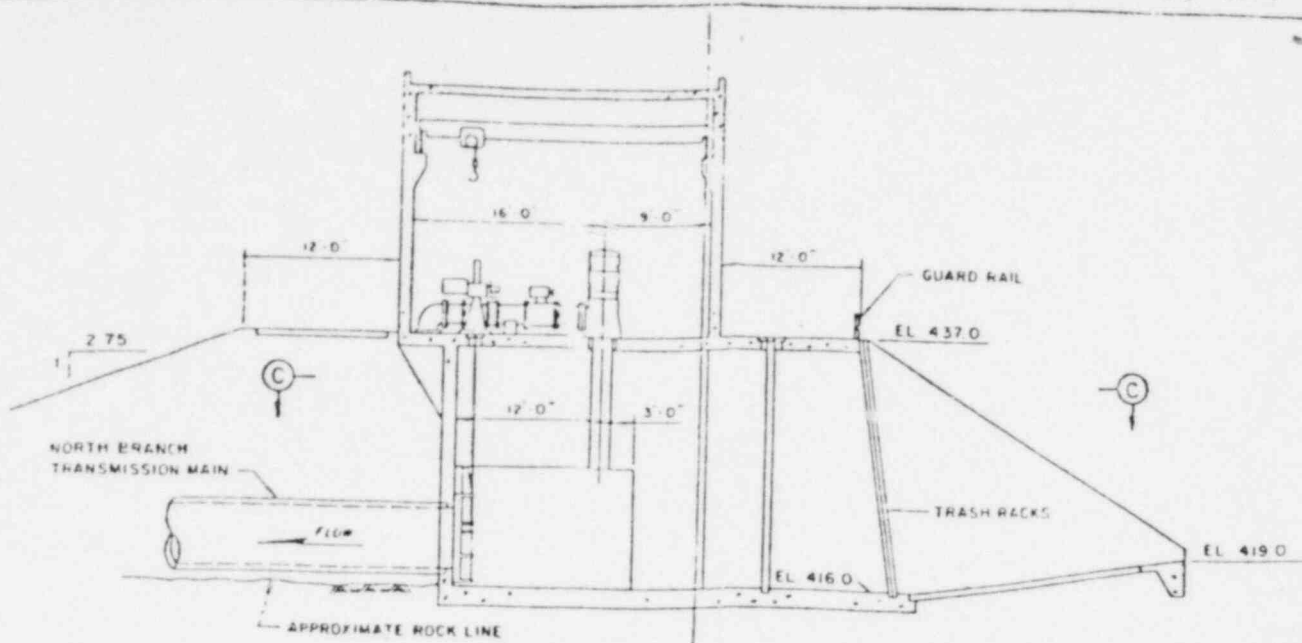 16'-0"
9'-0"
12'-0"
12'-0"
GUARD RAIL
EL 437.0
2.75
1
C
C
12'-0"
3'-0"
NORTH BRANCH
TRANSMISSION MAIN
FLOW
TRASH RACKS
EL 419.0
EL 416.0
APPROXIMATE ROCK LINE